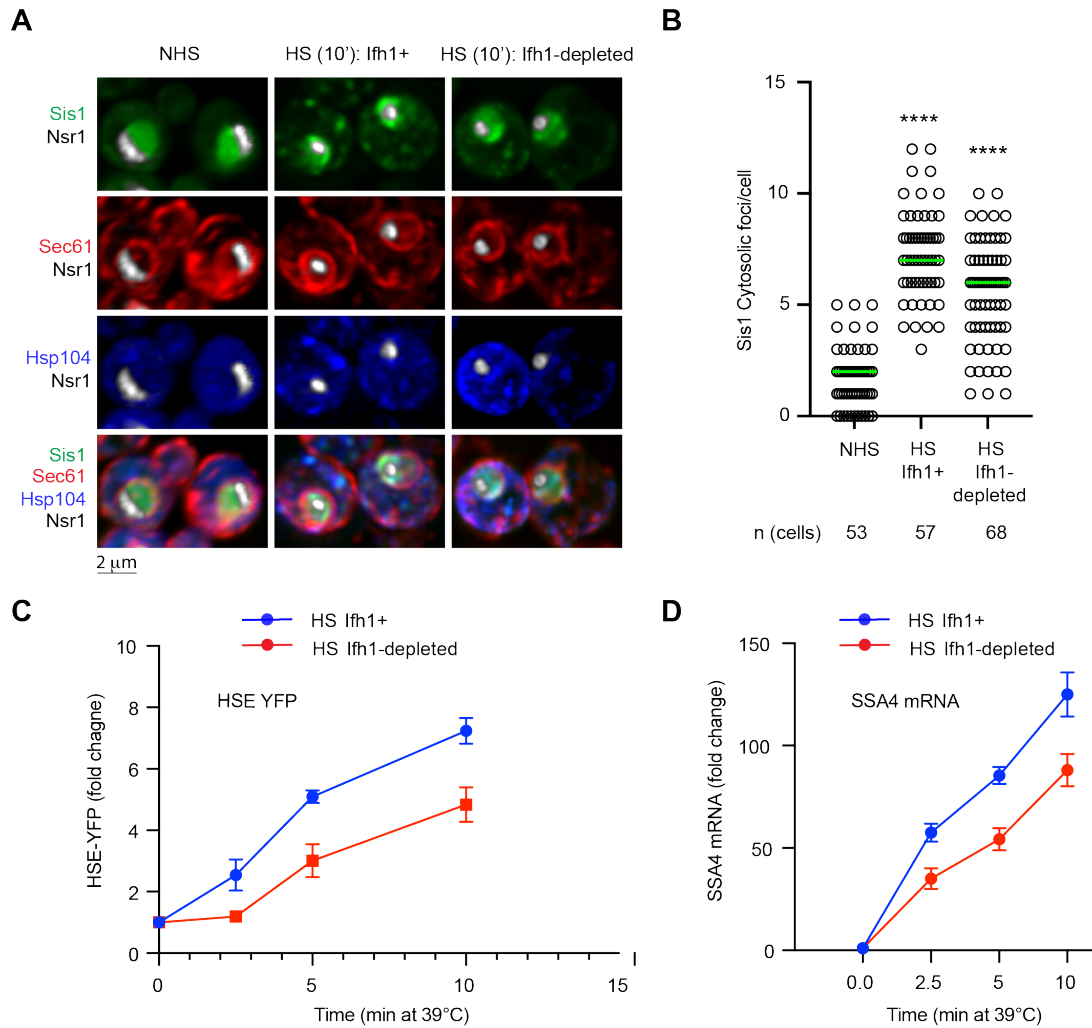 A
NHS
HS (10'): Ifh1+
HS (10'): Ifh1-depleted
Sis1
Nsr1
Sec61
Nsr1
Hsp104
Nsr1
Sis1
Sec61
Hsp104
Nsr1
2 μm
B
15
10
5
0
Sis1 Cytosolic foci/cell
****
****
NHS
HS
Ifh1+
HS
Ifh1-
depleted
n (cells) 53 57 68
C
HS Ifh1+
HS Ifh1-depleted
HSE YFP
HSE-YFP (fold chagne)
10
8
6
4
2
0
0 5 10 15
Time (min at 39°C)
D
HS Ifh1+
HS Ifh1-depleted
SSA4 mRNA
SSA4 mRNA (fold change)
150
100
50
0
0.0 2.5 5 10
Time (min at 39°C)